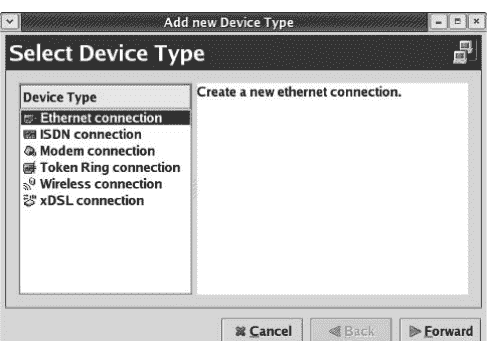 Add new Device Type
Select Device Type
Device Type
Ethernet connection
ISDN connection
Modem connection
Token Ring connection
Wireless connection
xDSL connection
Create a new ethernet connection.
Cancel
Back
Forward